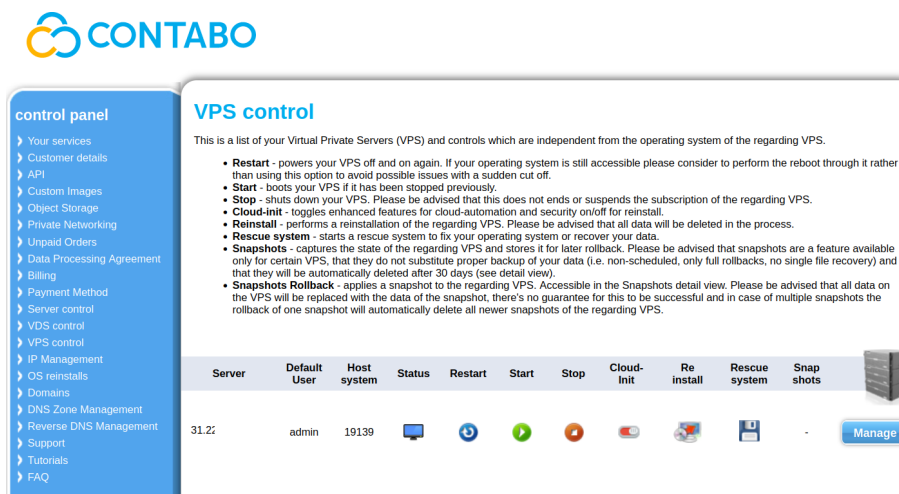 CONTABO
control panel
Your services
Customer details
API
Custom Images
Object Storage
Private Networking
Unpaid Orders
Data Processing Agreement
Billing
Payment Method
Server control
VDS control
VPS control
IP Management
OS reinstalls
Domains
DNS Zone Management
Reverse DNS Management
Support
Tutorials
FAQ
VPS control
This is a list of your Virtual Private Servers (VPS) and controls which are independent from the operating system of the regarding VPS.
• Restart - powers your VPS off and on again. If your operating system is still accessible please consider to perform the reboot through it rather
than using this option to avoid possible issues with a sudden cut off.
• Start - boots your VPS if it has been stopped previously.
• Stop - shuts down your VPS. Please be advised that this does not ends or suspends the subscription of the regarding VPS.
• Cloud-init - toggles enhanced features for cloud-automation and security on/off for reinstall.
• Reinstall - performs a reinstallation of the regarding VPS. Please be advised that all data will be deleted in the process.
• Rescue system - starts a rescue system to fix your operating system or recover your data.
• Snapshots - captures the state of the regarding VPS and stores it for later rollback. Please be advised that snapshots are a feature available
only for certain VPS, that they do not substitute proper backup of your data (i.e. non-scheduled, only full rollbacks, no single file recovery) and
that they will be automatically deleted after 30 days (see detail view).
• Snapshots Rollback - applies a snapshot to the regarding VPS. Accessible in the Snapshots detail view. Please be advised that all data on
the VPS will be replaced with the data of the snapshot, there's no guarantee for this to be successful and in case of multiple snapshots the
rollback of one snapshot will automatically delete all newer snapshots of the regarding VPS.
Server Default User Host system Status Restart Start Stop Cloud-Init Re install Rescue system Snap shots
31.22 admin 19139 - Manage